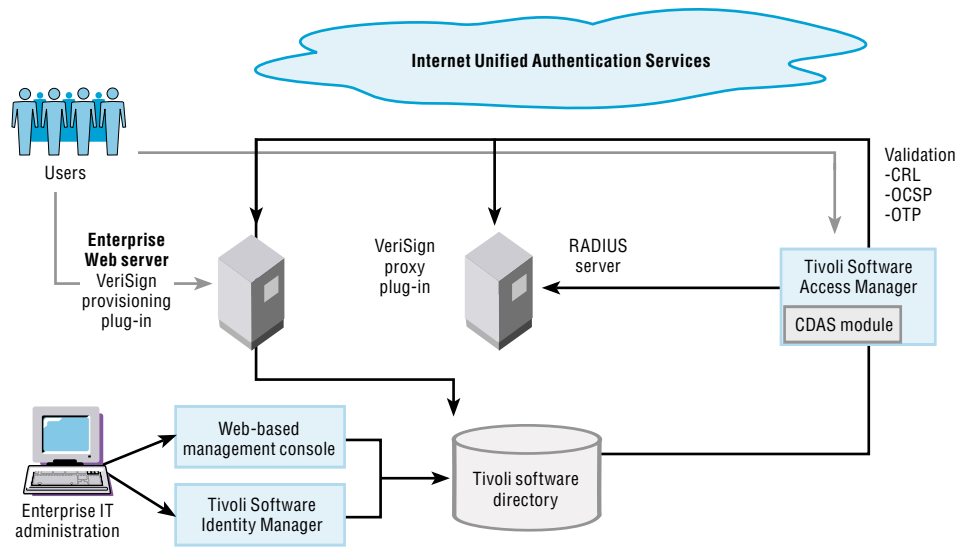 Internet Unified Authentication Services
Users
Validation
-CRL
-OCSP
-OTP
Enterprise
Web server
VeriSign
provisioning
plug-in
VeriSign
proxy
plug-in
RADIUS
server
Tivoli Software
Access Manager
CDAS module
Web-based
management console
Tivoli Software
Identity Manager
Tivoli software
directory
Enterprise IT
administration